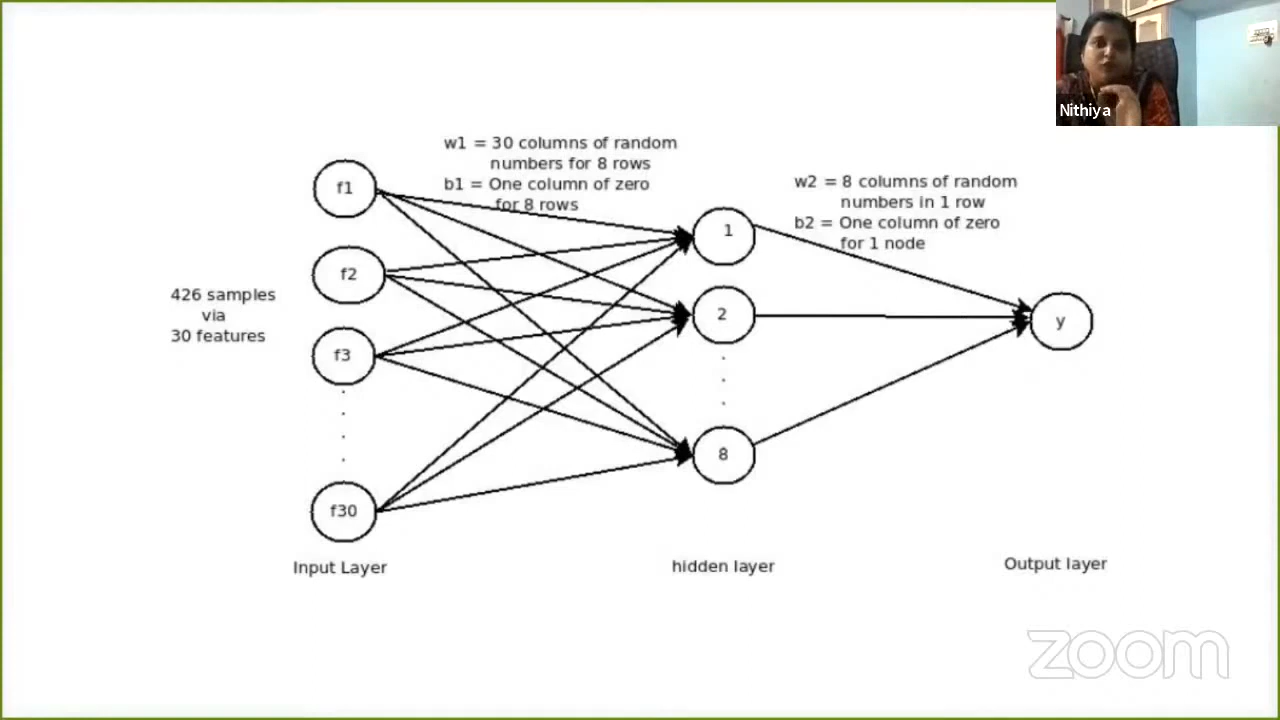 Nithiya
w1 = 30 columns of random
numbers for 8 rows
b1 = One column of zero
for 8 rows
w2 = 8 columns of random
numbers in 1 row
b2 = One column of zero
for 1 node
426 samples
via
30 features
f1
f2
f3
f30
1
2
8
y
Input Layer
hidden layer
Output layer
zoom